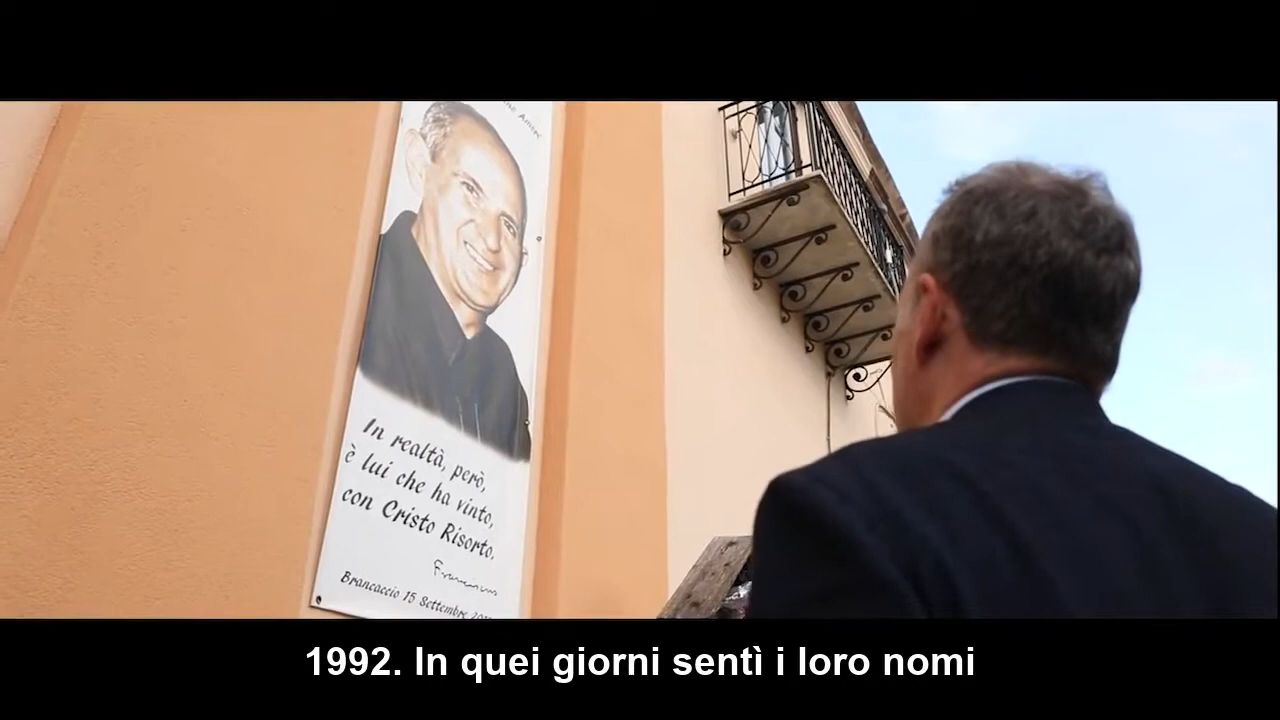 In realtà, però,
è lui che ha vinto,
con Cristo Risorto.
Franciscus
Brancaccio 15 Settembre
1992. In quei giorni sentì i loro nomi